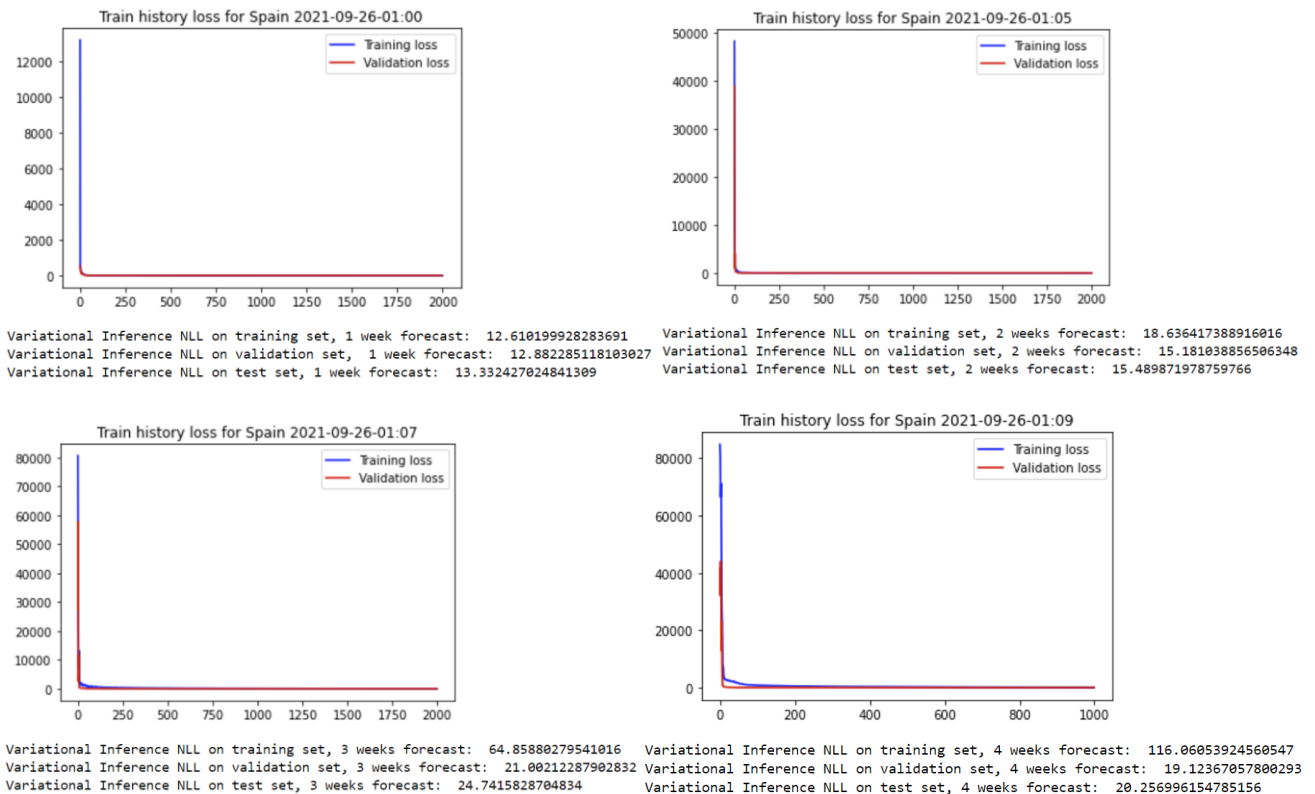 Train history loss for Spain 2021-09-26-01:00
Training loss
Validation loss
12000
10000
8000
6000
4000
2000
0
0 250 500 750 1000 1250 1500 1750 2000
Variational Inference NLL on training set, 1 week forecast: 12.610199928283691
Variational Inference NLL on validation set, 1 week forecast: 12.882285118103027
Variational Inference NLL on test set, 1 week forecast: 13.332427024841309
Train history loss for Spain 2021-09-26-01:05
Training loss
Validation loss
50000
40000
30000
20000
10000
0
0 250 500 750 1000 1250 1500 1750 2000
Variational Inference NLL on training set, 2 weeks forecast: 18.636417388916016
Variational Inference NLL on validation set, 2 weeks forecast: 15.181038856506348
Variational Inference NLL on test set, 2 weeks forecast: 15.489871978759766
Train history loss for Spain 2021-09-26-01:07
Training loss
Validation loss
80000
70000
60000
50000
40000
30000
20000
10000
0
0 250 500 750 1000 1250 1500 1750 2000
Variational Inference NLL on training set, 3 weeks forecast: 64.85880279541016
Variational Inference NLL on validation set, 3 weeks forecast: 21.00212287902832
Variational Inference NLL on test set, 3 weeks forecast: 24.7415828704834
Train history loss for Spain 2021-09-26-01:09
Training loss
Validation loss
80000
60000
40000
20000
0
0 200 400 600 800 1000
Variational Inference NLL on training set, 4 weeks forecast: 116.06053924560547
Variational Inference NLL on validation set, 4 weeks forecast: 19.12367057800293
Variational Inference NLL on test set, 4 weeks forecast: 20.256996154785156